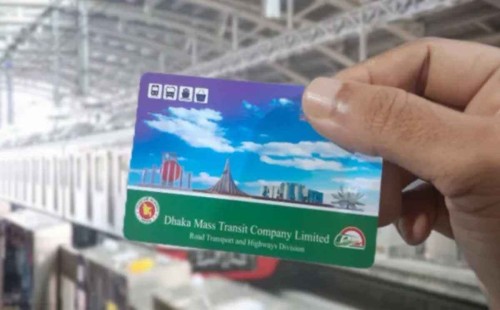 Dhaka Mass Transit Company Limited
Road Transport and Highways Division